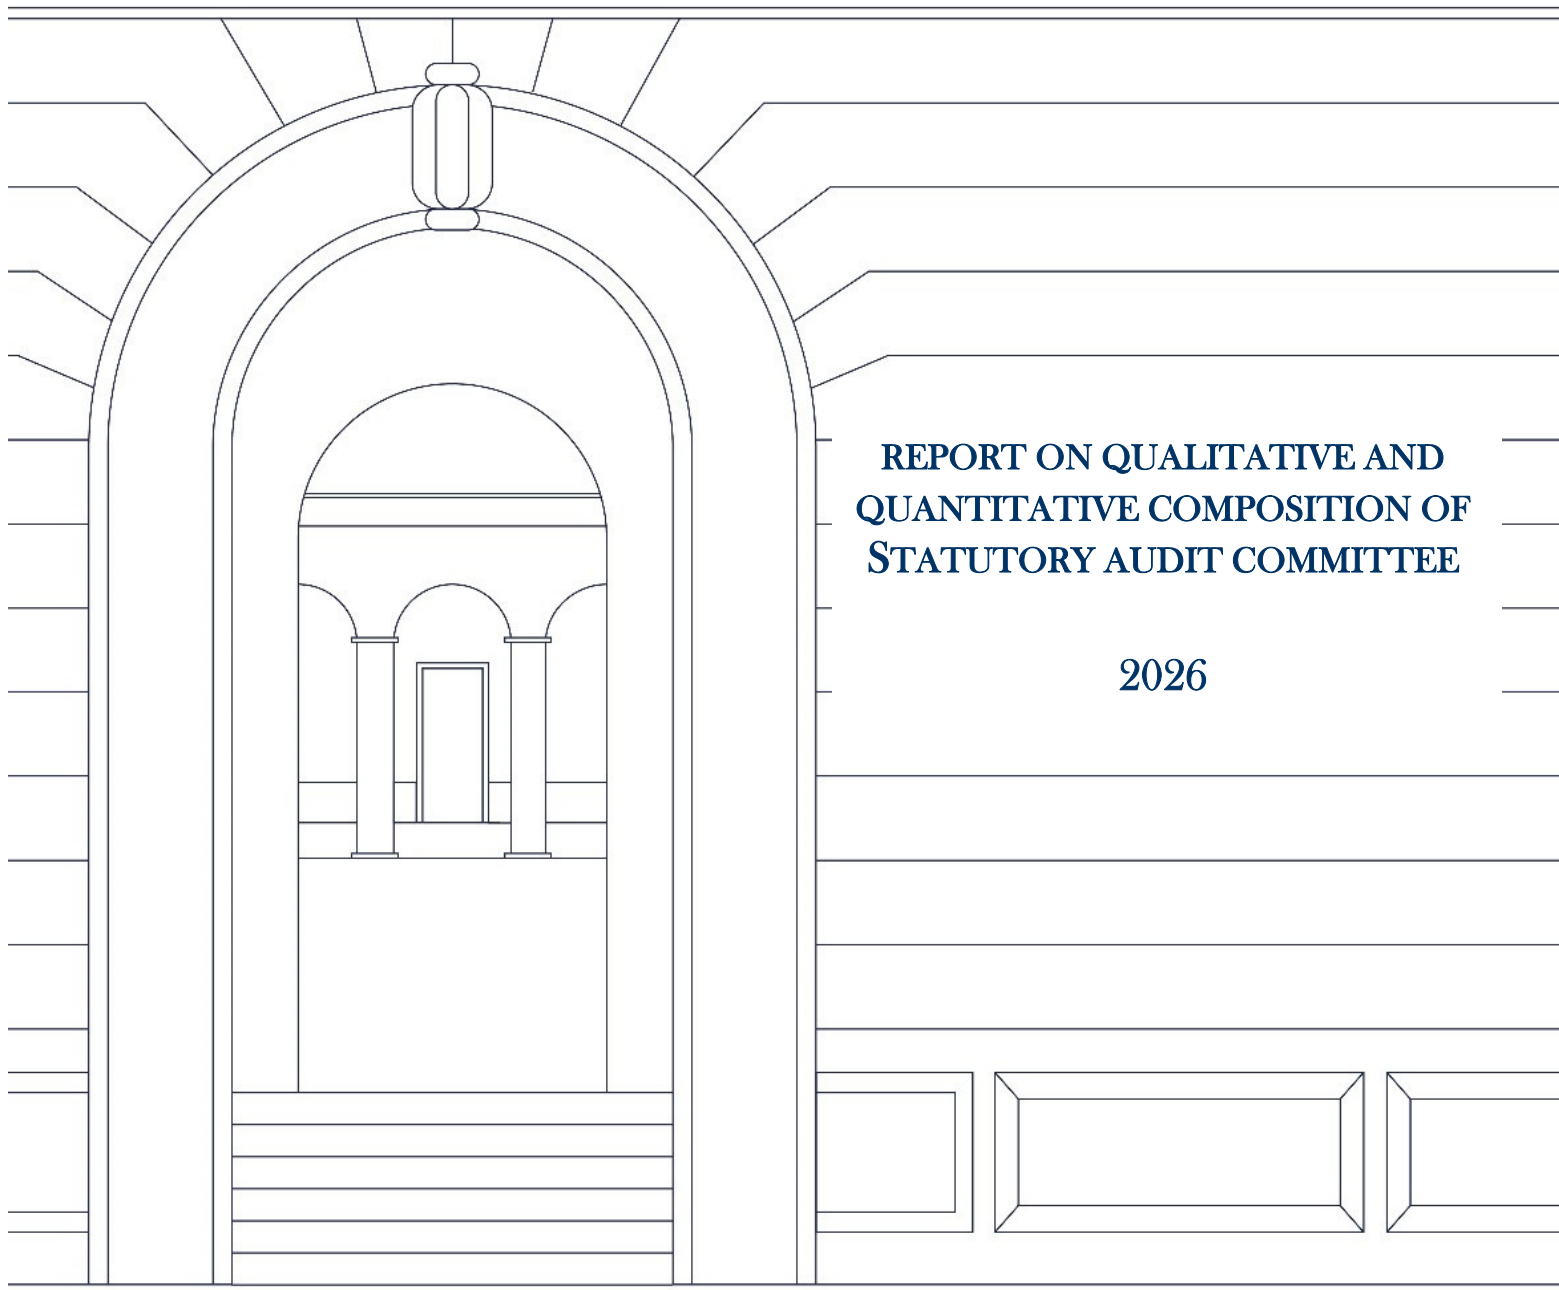 REPORT ON QUALITATIVE AND
QUANTITATIVE COMPOSITION OF
STATUTORY AUDIT COMMITTEE
2026